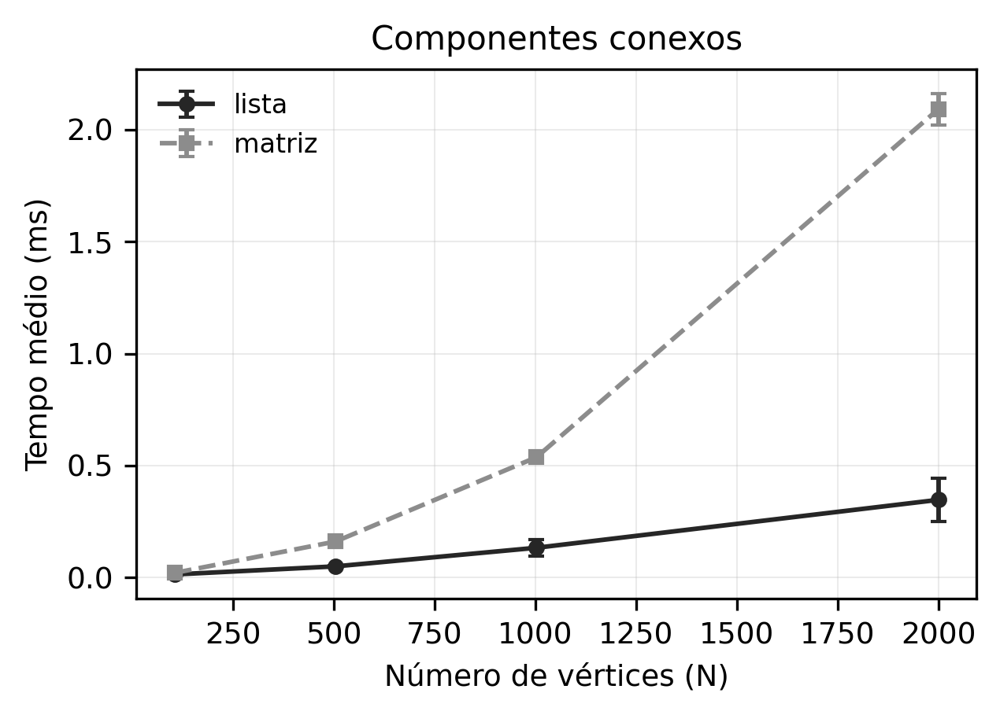 Componentes conexos
lista
matriz
Tempo médio (ms)
2.0
1.5
1.0
0.5
0.0
250 500 750 1000 1250 1500 1750 2000
Número de vértices (N)